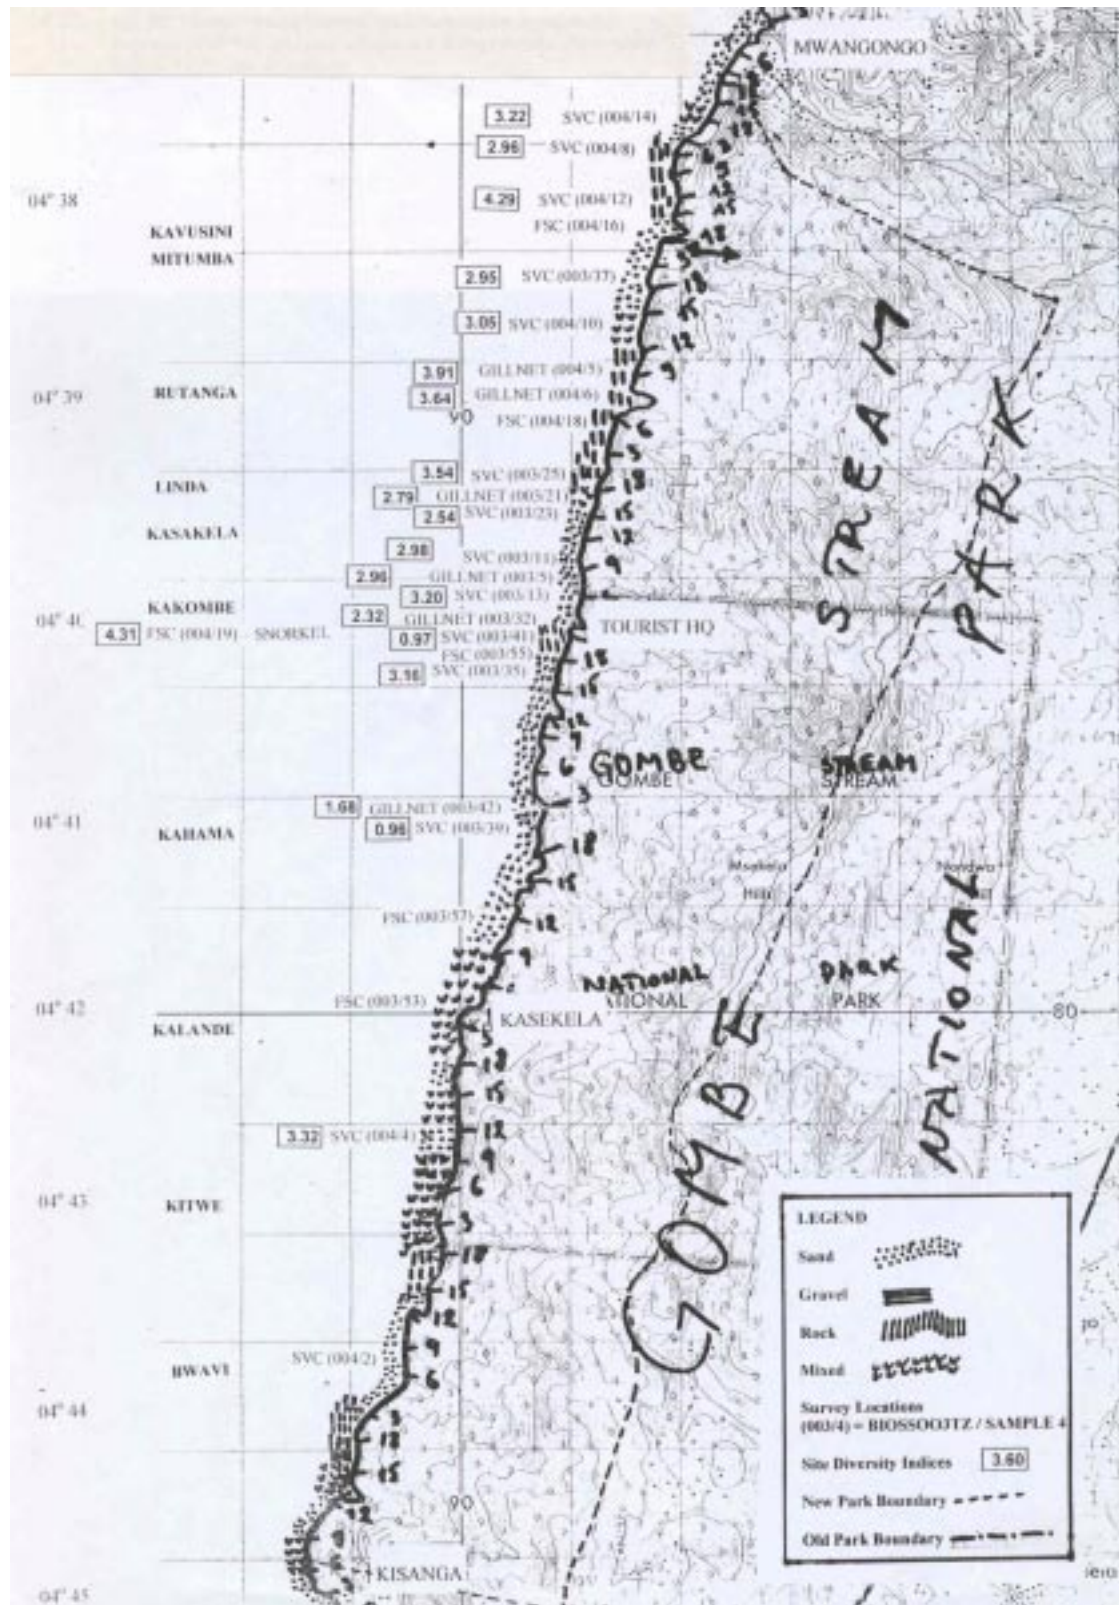 MWANGONGO
3.22 SVC (004/14)
2.96 SVC (004/8)
04° 38
4.29 SVC (004/12)
FSC (004/16)
KAVUSINI
MITUMBA
2.95 SVC (003/37)
3.05 SVC (004/10)
3.91 GILLNET (004/5)
04° 39 RUTANGA 3.64 GILLNET (004/6)
90 FSC (004/18)
3.54 SVC (003/25)
LINDA 2.79 GILLNET (003/21)
2.54 SVC (003/23)
KASAKELA
2.98 SVC (003/11)
2.96 GILLNET (003/5)
KAKOMBE 3.20 SVC (003/13)
04° 40 2.32 GILLNET (003/32) TOURIST HQ
4.31 FSC (004/19) SNORKEL 0.97 SVC (003/41)
FSC (003/55)
3.16 SVC (003/35)
GOMBE STREAM
GOMBE STREAM
1.68 GILLNET (003/42)
04° 41 KAHAMA 0.96 SVC (003/39)
FSC (003/57)
NATIONAL PARK
NATIONAL PARK
FSC (003/53)
04° 42 KASEKELA 80
KALANDE
3.32 SVC (004/4)
04° 43 KITWE
SVC (004/2)
BWAVI
04° 44
90
KISANGA
04° 45
GOMBE STREAM
NATIONAL PARK
LEGEND
Sand
Gravel
Rock
Mixed
Survey Locations
(003/4) = BIOSSOOJTZ / SAMPLE 4
Site Diversity Indices 3.60
New Park Boundary
Old Park Boundary